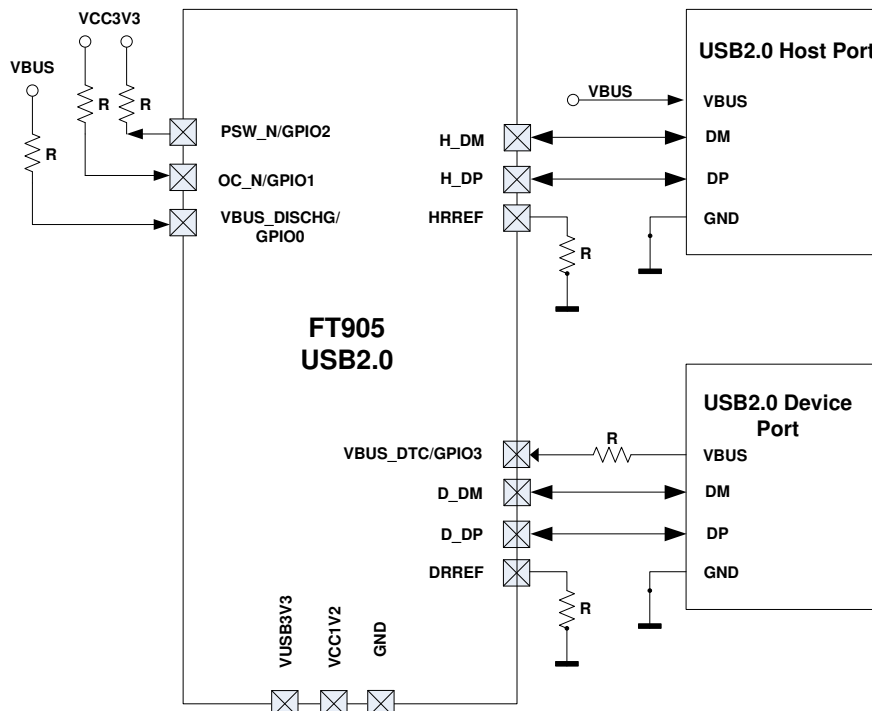 VCC3V3
VBUS
R
R
R
PSW_N/GPIO2
OC_N/GPIO1
VBUS_DISCHG/
GPIO0
H_DM
H_DP
HRREF
R
VBUS
USB2.0 Host Port
VBUS
DM
DP
GND
FT905
USB2.0
VBUS_DTC/GPIO3
D_DM
D_DP
DRREF
R
R
USB2.0 Device
Port
VBUS
DM
DP
GND
VUSB3V3
VCC1V2
GND